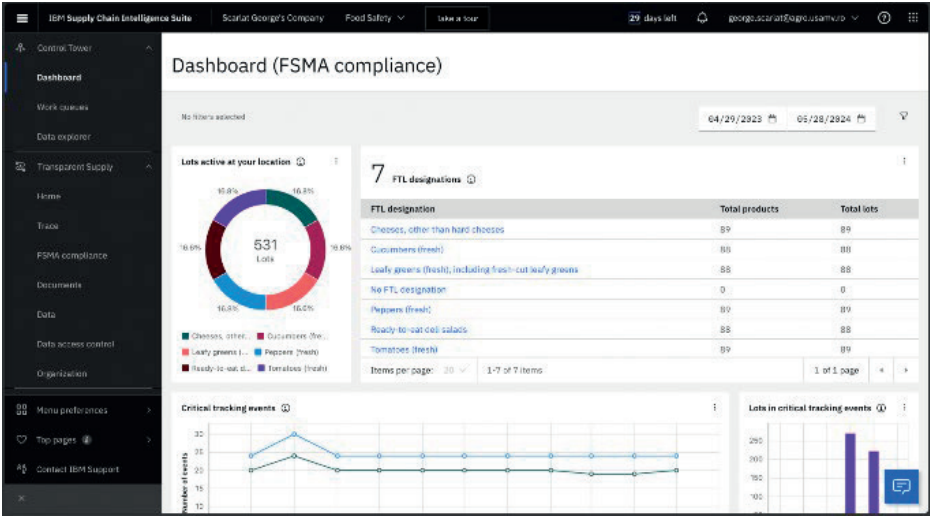 IBM Supply Chain Intelligence Suite Scarlat George's Company Food Safety Take a tour 29 days left george.scarlat@agro.usamv.ro
Control Tower
Dashboard
Work queues
Data explorer
Transparent Supply
Home
Trace
FSMA compliance
Documents
Data
Data access control
Organization
Menu preferences
Top pages
Contact IBM Support
Dashboard (FSMA compliance)
No filters selected
04/29/2023 05/28/2024
Lots active at your location
16.8% 16.8%
16.6% 16.6%
16.8% 16.6%
531
Lots
Cheeses, other... Cucumbers (fre...
Leafy greens (... Peppers (fresh)
Ready-to-eat d... Tomatoes (fresh)
7 FTL designations
FTL designation Total products Total lots
Cheeses, other than hard cheeses 89 89
Cucumbers (fresh) 88 88
Leafy greens (fresh), including fresh-cut leafy greens 88 88
No FTL designation 0 0
Peppers (fresh) 89 89
Ready-to-eat deli salads 88 88
Tomatoes (fresh) 89 89
Items per page: 20 1-7 of 7 items 1 of 1 page
Critical tracking events
Number of events
30
25
20
15
10
Lots in critical tracking events
250
200
150
100